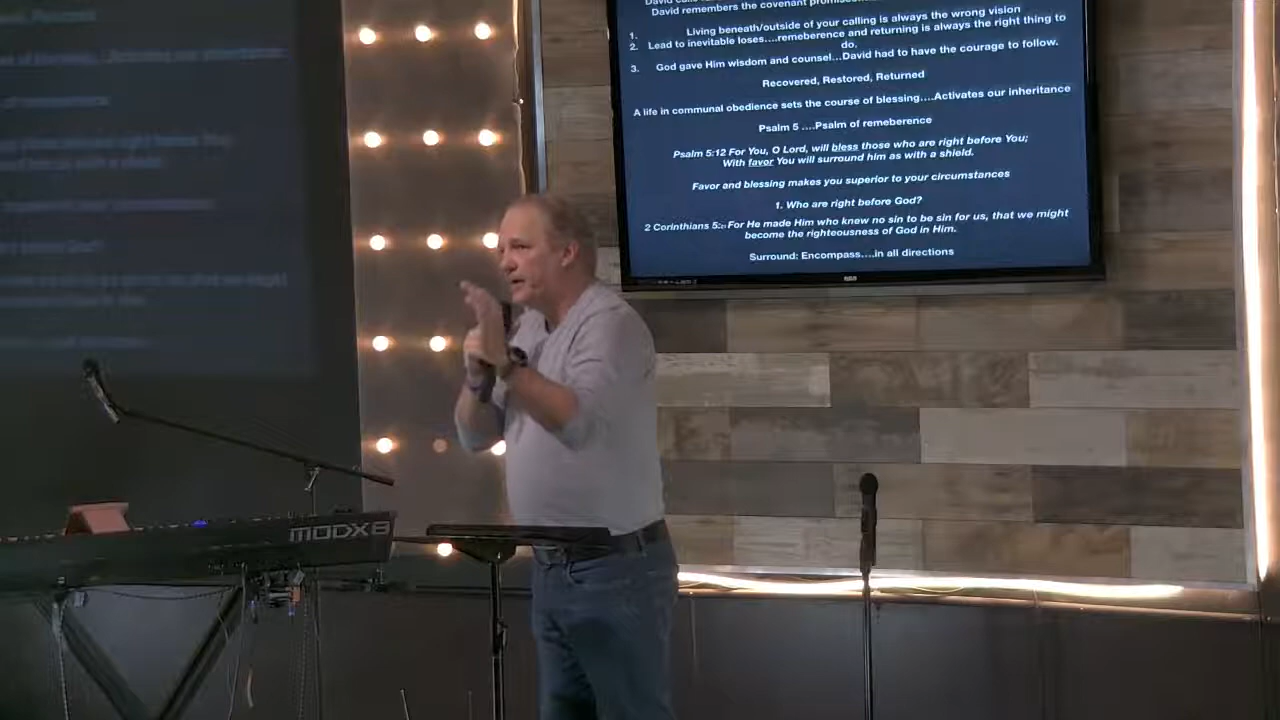 David remembers the covenant
1. Living beneath/outside of your calling is always the wrong vision
2. Lead to inevitable loses....remeberence and returning is always the right thing to
do.
3. God gave Him wisdom and counsel...David had to have the courage to follow.
Recovered, Restored, Returned
A life in communal obedience sets the course of blessing....Activates our inheritance
Psalm 5 ....Psalm of remeberence
Psalm 5:12 For You, O Lord, will bless those who are right before You;
With favor You will surround him as with a shield.
Favor and blessing makes you superior to your circumstances
1. Who are right before God?
2 Corinthians 5: For He made Him who knew no sin to be sin for us, that we might
become the righteousness of God in Him.
Surround: Encompass....in all directions
RCA
MODX8